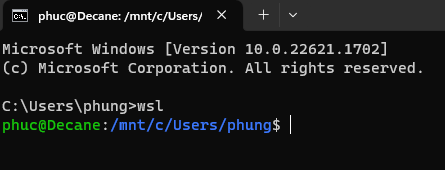 phuc@Decane: /mnt/c/Users/
Microsoft Windows [Version 10.0.22621.1702]
(c) Microsoft Corporation. All rights reserved.
C:\Users\phung>wsl
phuc@Decane:/mnt/c/Users/phung$